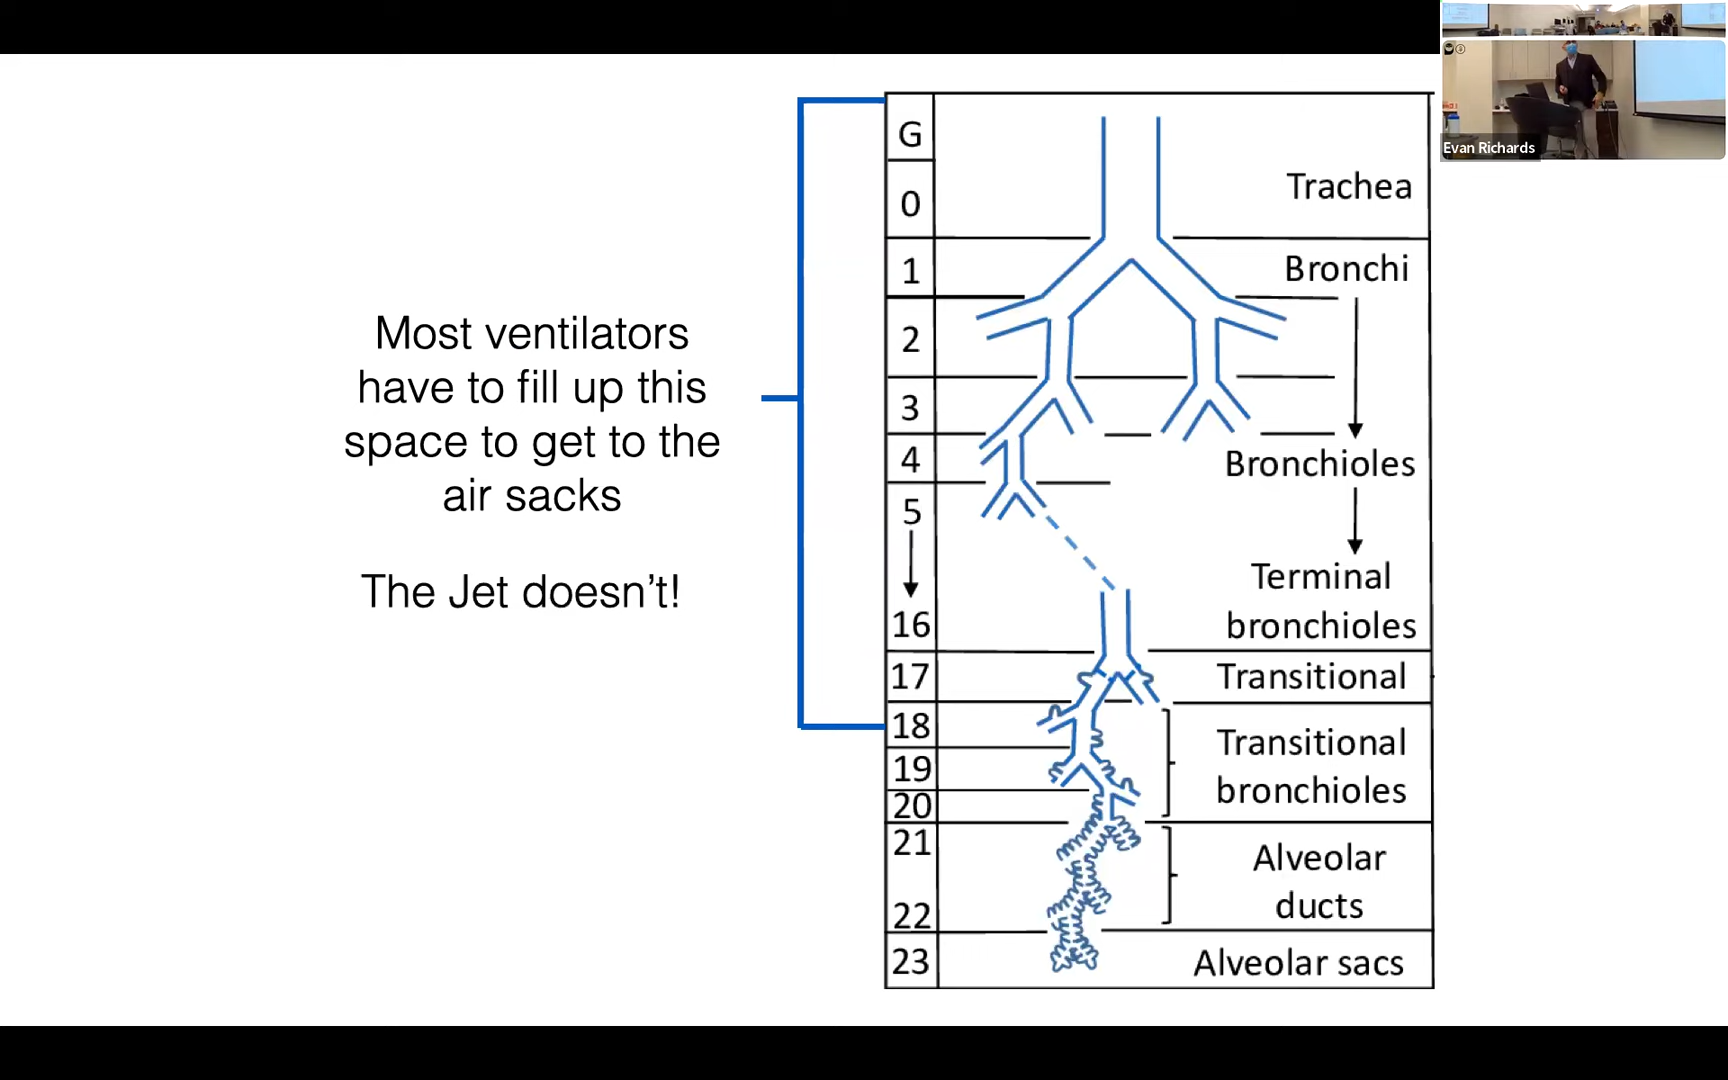 Most ventilators
have to fill up this
space to get to the
air sacks
The Jet doesn't!
G
0
Trachea
1
Bronchi
2
3
4
Bronchioles
5
Terminal
16
bronchioles
17
Transitional
18
Transitional
19
bronchioles
20
21
Alveolar
ducts
22
23
Alveolar sacs
Evan Richards